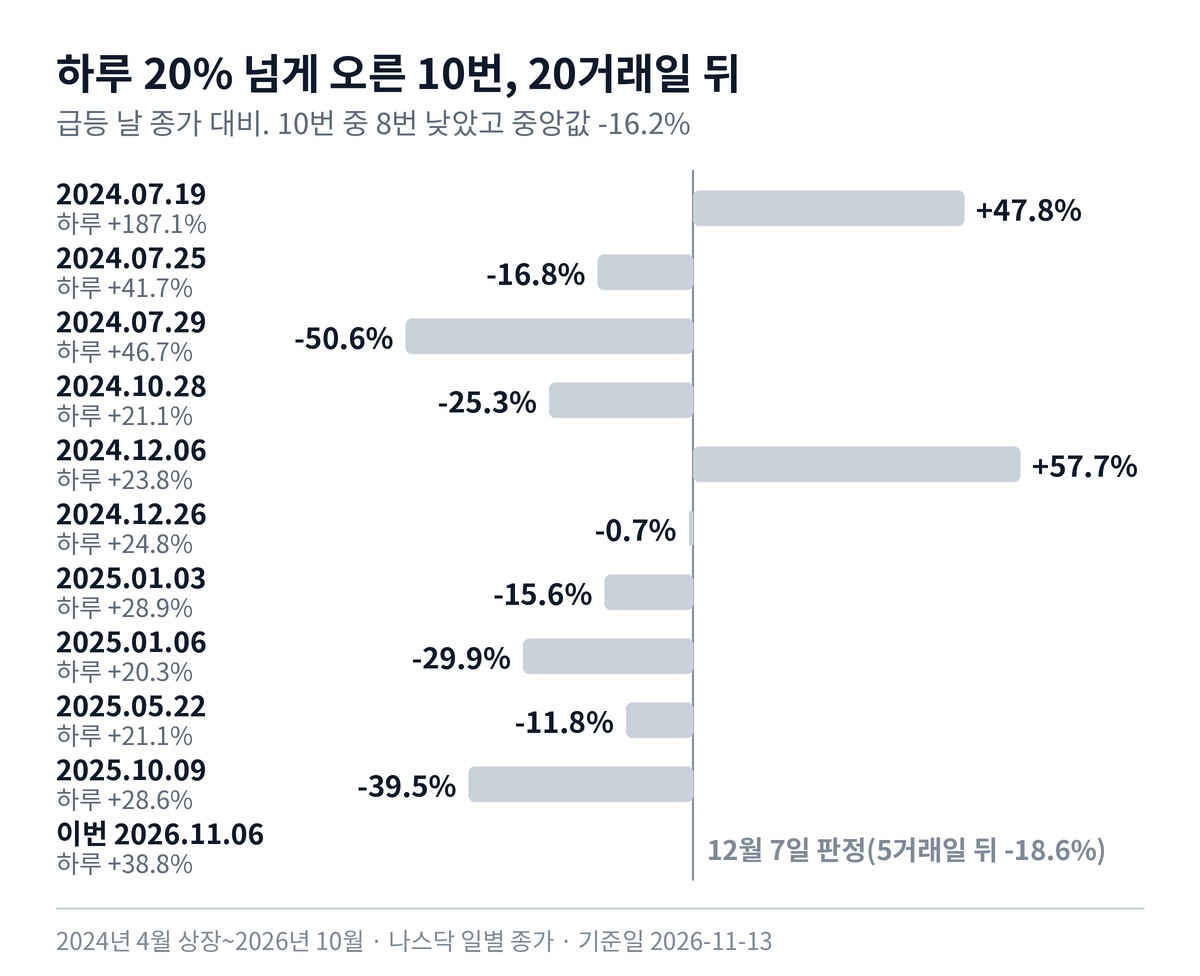 하루 20% 넘게 오른 10번, 20거래일 뒤
급등 날 종가 대비. 10번 중 8번 낮았고 중앙값 -16.2%
2024.07.19
하루 +187.1%
+47.8%
2024.07.25
하루 +41.7%
-16.8%
2024.07.29
하루 +46.7%
-50.6%
2024.10.28
하루 +21.1%
-25.3%
2024.12.06
하루 +23.8%
+57.7%
2024.12.26
하루 +24.8%
-0.7%
2025.01.03
하루 +28.9%
-15.6%
2025.01.06
하루 +20.3%
-29.9%
2025.05.22
하루 +21.1%
-11.8%
2025.10.09
하루 +28.6%
-39.5%
이번 2026.11.06
하루 +38.8%
12월 7일 판정(5거래일 뒤 -18.6%)
2024년 4월 상장~2026년 10월 · 나스닥 일별 종가 · 기준일 2026-11-13